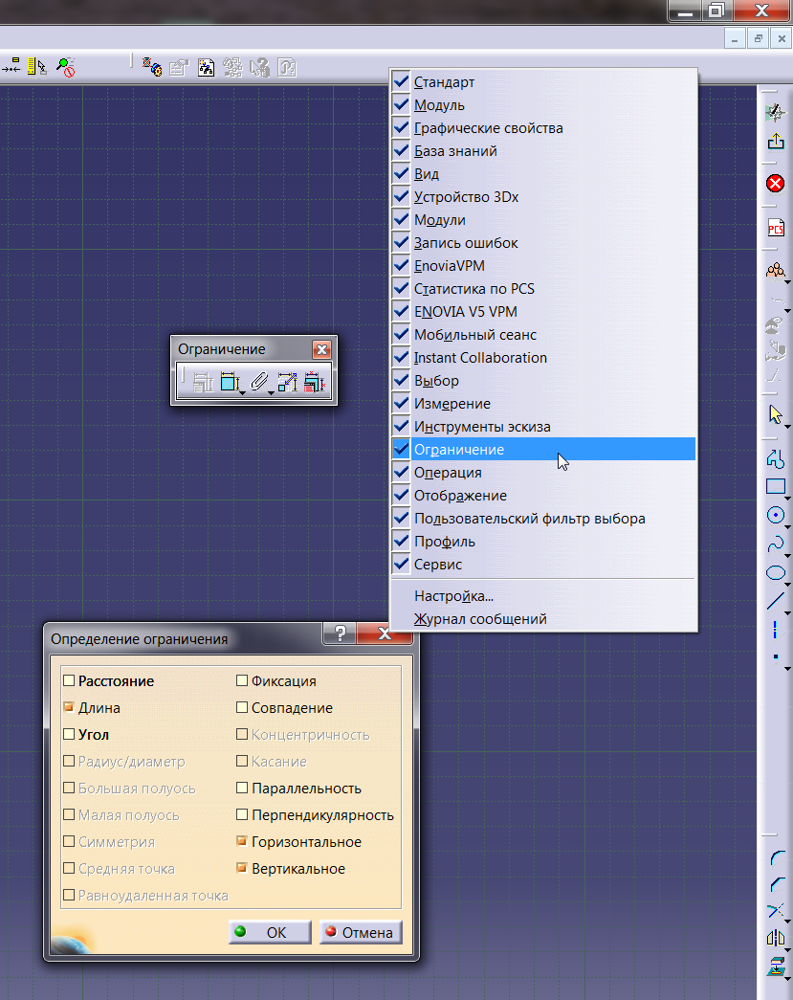 Стандарт
Модуль
Графические свойства
База знаний
Вид
Устройство 3Dx
Модули
Запись ошибок
EnoviaVPM
Статистика по PCS
ENOVIA V5 VPM
Мобильный сеанс
Instant Collaboration
Выбор
Измерение
Инструменты эскиза
Ограничение
Операция
Отображение
Пользовательский фильтр выбора
Профиль
Сервис
Настройка...
Журнал сообщений
PCS
Ограничение
Определение ограничения
?
Расстояние
Длина
Угол
Радиус/диаметр
Большая полуось
Малая полуось
Симметрия
Средняя точка
Равноудаленная точка
Фиксация
Совпадение
Концентричность
Касание
Параллельность
Перпендикулярность
Горизонтальное
Вертикальное
OK
Отмена